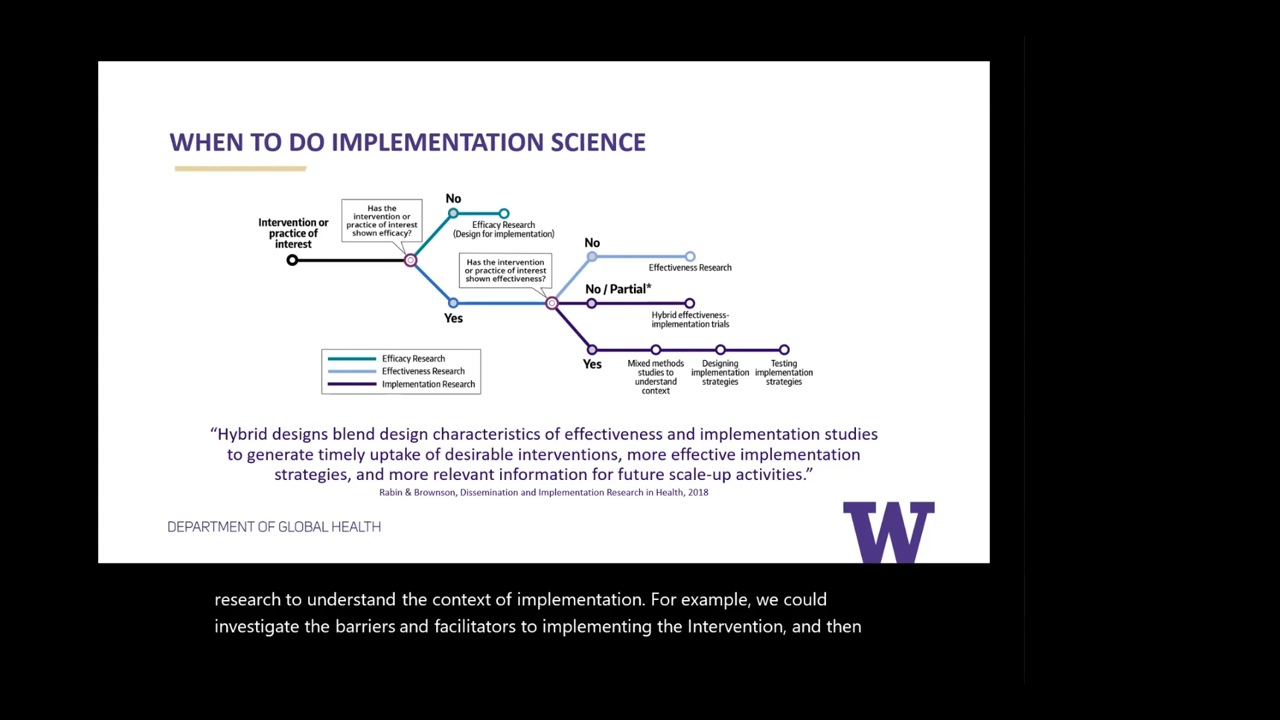 WHEN TO DO IMPLEMENTATION SCIENCE
Intervention or
practice of
interest
Has the
intervention or
practice of interest
shown efficacy?
No
Efficacy Research
(Design for implementation)
Yes
Has the intervention
or practice of interest
shown effectiveness?
No
Effectiveness Research
No / Partial*
Hybrid effectiveness-
implementation trials
Yes
Mixed methods
studies to
understand
context
Designing
implementation
strategies
Testing
implementation
strategies
Efficacy Research
Effectiveness Research
Implementation Research
“Hybrid designs blend design characteristics of effectiveness and implementation studies
to generate timely uptake of desirable interventions, more effective implementation
strategies, and more relevant information for future scale-up activities.”
Rabin & Brownson, Dissemination and Implementation Research in Health, 2018
DEPARTMENT OF GLOBAL HEALTH
W
research to understand the context of implementation. For example, we could
investigate the barriers and facilitators to implementing the Intervention, and then